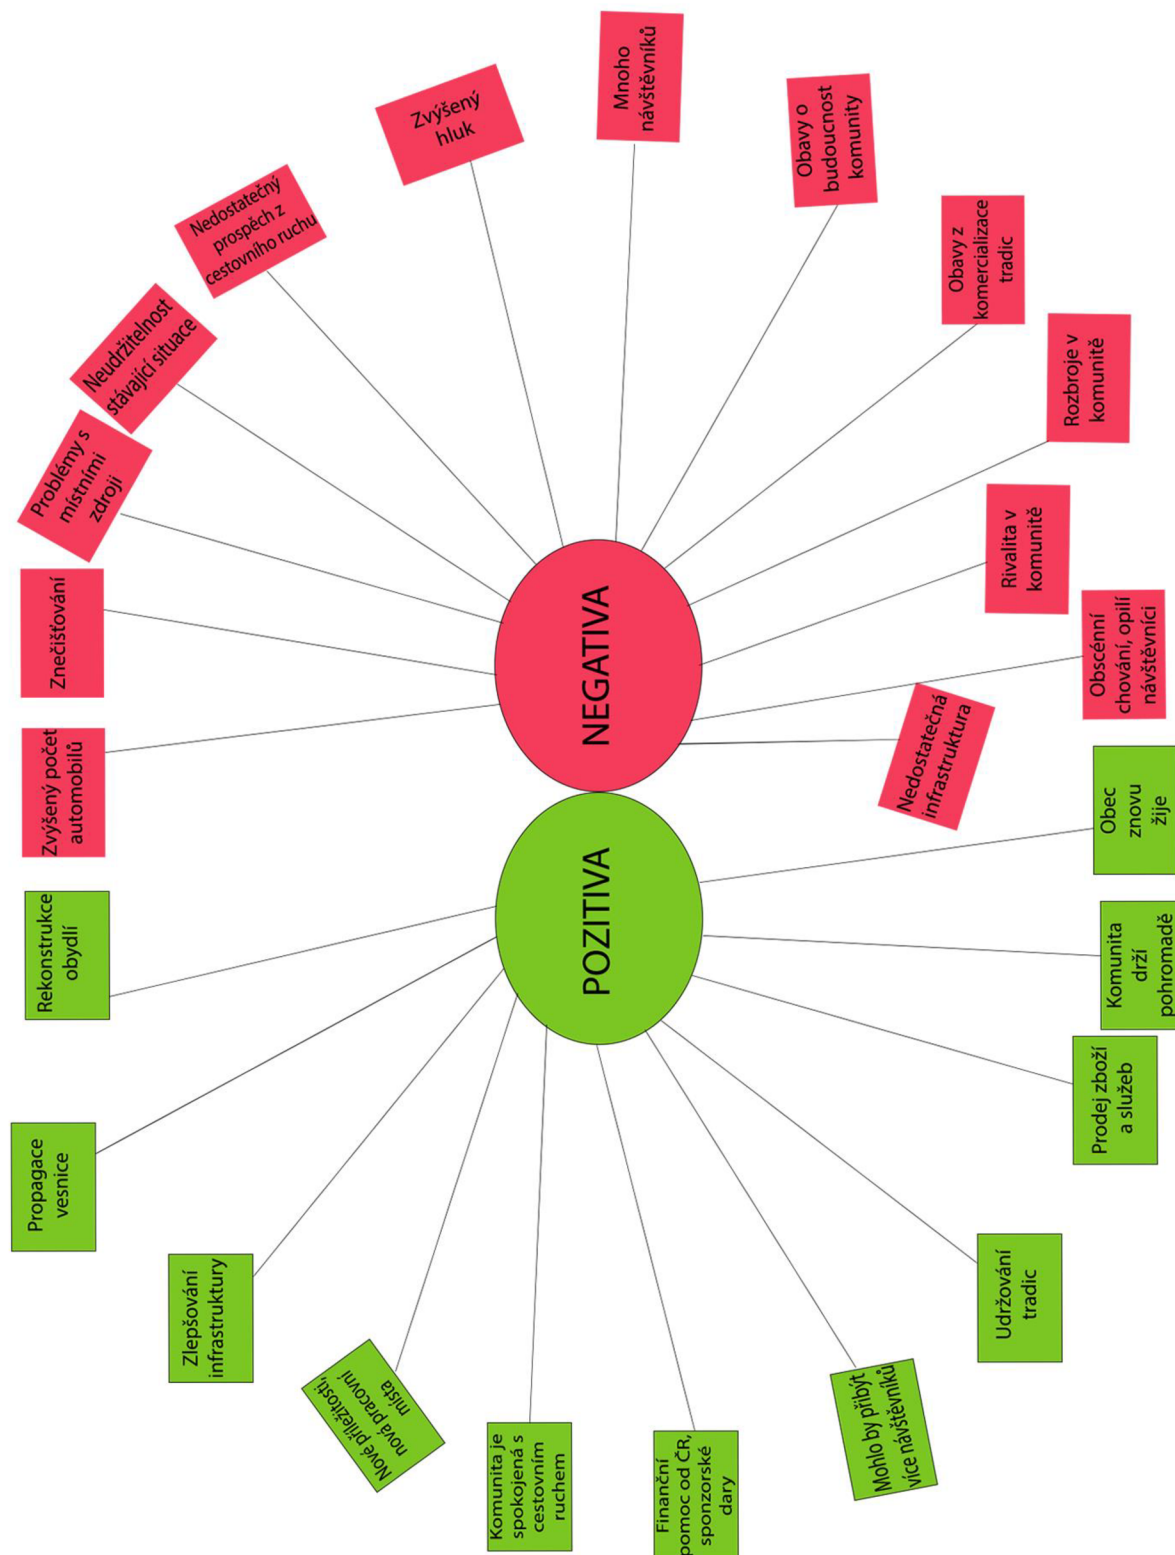 Mnoho
návštěvníků
Zvýšený
hluk
Obavy o
budoucnost
komunity
Nedostatečný
prospěch z
cestovního ruchu
Obavy z
komercializace
tradic
Neudržitelnost
stávající situace
Rozbroje v
komunitě
Problémy s
místními
zdroji
Rivalita v
komunitě
Znečišťování
NEGATIVA
Obscénní
chování, opilí
návštěvníci
Nedostatečná
infrastruktura
Zvýšený počet
automobilů
Obec
znovu
žije
POZITIVA
Rekonstrukce
obydlí
Komunita
drží
pohromadě
Prodej zboží
a služeb
Propagace
vesnice
Udržování
tradic
Zlepšování
infrastruktury
Nové příležitosti,
nová pracovní
místa
Mohlo by přibýt
více návštěvníků
Komunita je
spokojená s
cestovním
ruchem
Finanční
pomoc od ČR,
sponzorské
dary